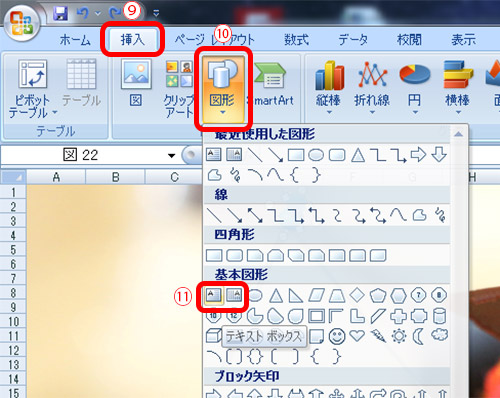 ⑨
⑩
ホーム 挿入 ページ レイアウト 数式 データ 校閲 表示
ピボットテーブル テーブル 図 クリップアート 図形 SmartArt 縦棒 折れ線 円 横棒
テーブル
図 22
最近使用した図形
A B C H
線
四角形
基本図形
⑪
テキスト ボックス
ブロック矢印
1
2
3
4
5
6
7
8
9
10
11
12
13
14
15